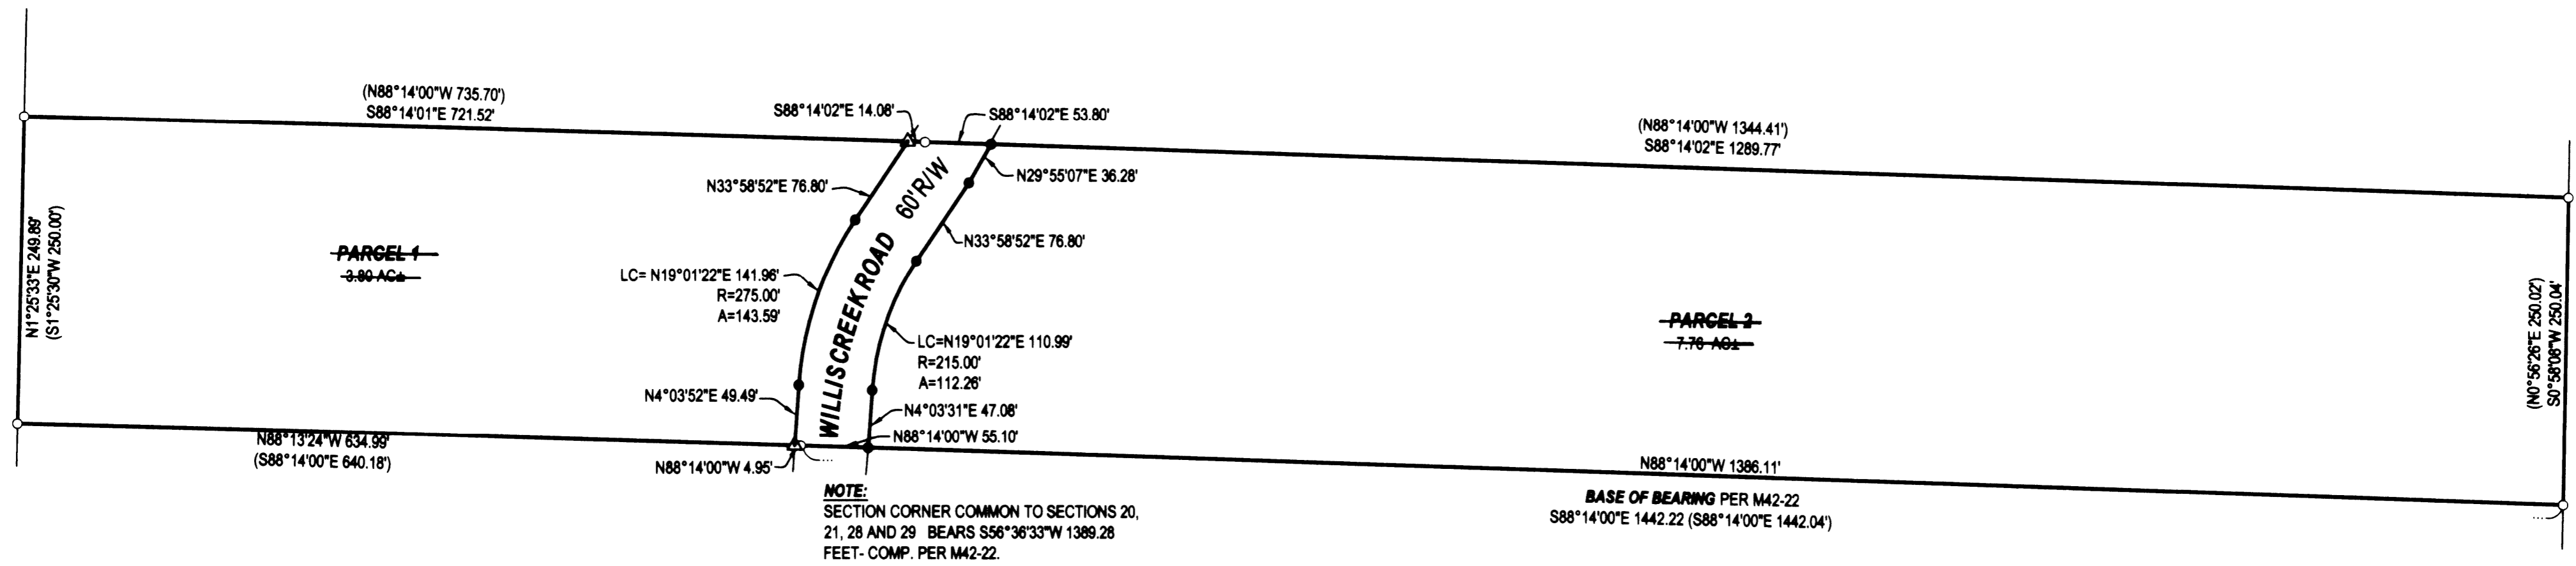 (N88°14'00"W 735.70')
S88°14'01"E 721.52'
S88°14'02"E 14.08'
S88°14'02"E 53.80'
(N88°14'00"W 1344.41')
S88°14'02"E 1289.77'
N33°58'52"E 76.80'
60'R/W
N29°55'07"E 36.28'
N33°58'52"E 76.80'
N1°25'33"E 249.89'
(S1°25'30"W 250.00')
PARCEL 1
3.80 AC±
LC= N19°01'22"E 141.96'
R=275.00'
A=143.59'
WILLIS CREEK ROAD
LC=N19°01'22"E 110.99'
R=215.00'
A=112.26'
PARCEL 2
7.76 AC±
(N0°56'26"E 250.02')
S0°58'08"W 250.04'
N4°03'52"E 49.49'
N4°03'31"E 47.08'
N88°14'00"W 55.10'
N88°13'24"W 634.99'
(S88°14'00"E 640.18')
N88°14'00"W 4.95'
N88°14'00"W 1386.11'
BASE OF BEARING PER M42-22
S88°14'00"E 1442.22 (S88°14'00"E 1442.04')
NOTE:
SECTION CORNER COMMON TO SECTIONS 20,
21, 28 AND 29 BEARS S56°36'33"W 1389.28
FEET- COMP. PER M42-22.